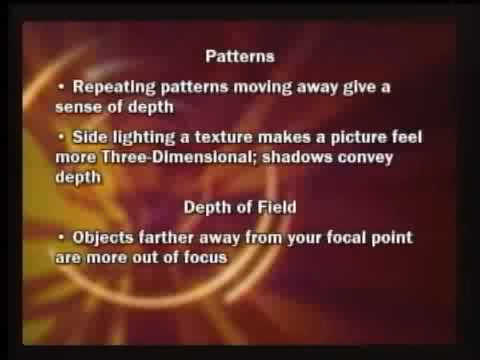 Patterns
• Repeating patterns moving away give a
sense of depth
• Side lighting a texture makes a picture feel
more Three-Dimensional; shadows convey
depth
Depth of Field
• Objects farther away from your focal point
are more out of focus